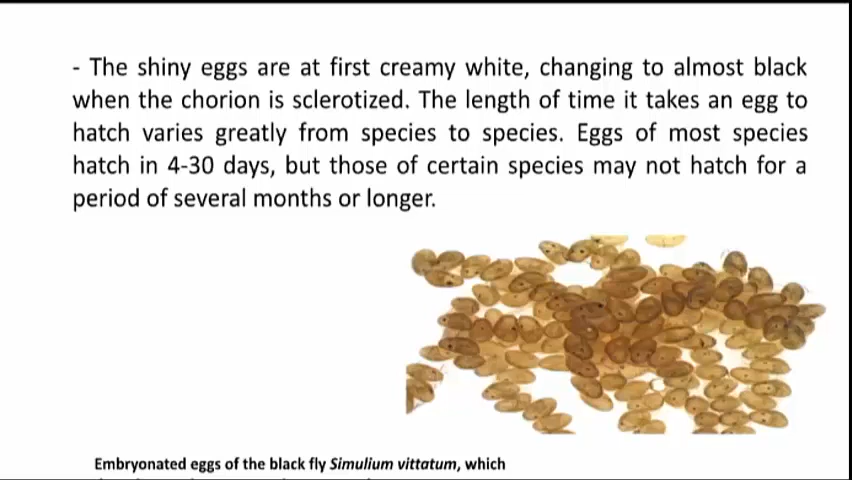 - The shiny eggs are at first creamy white, changing to almost black
when the chorion is sclerotized. The length of time it takes an egg to
hatch varies greatly from species to species. Eggs of most species
hatch in 4-30 days, but those of certain species may not hatch for a
period of several months or longer.
Embryonated eggs of the black fly Simulium vittatum, which